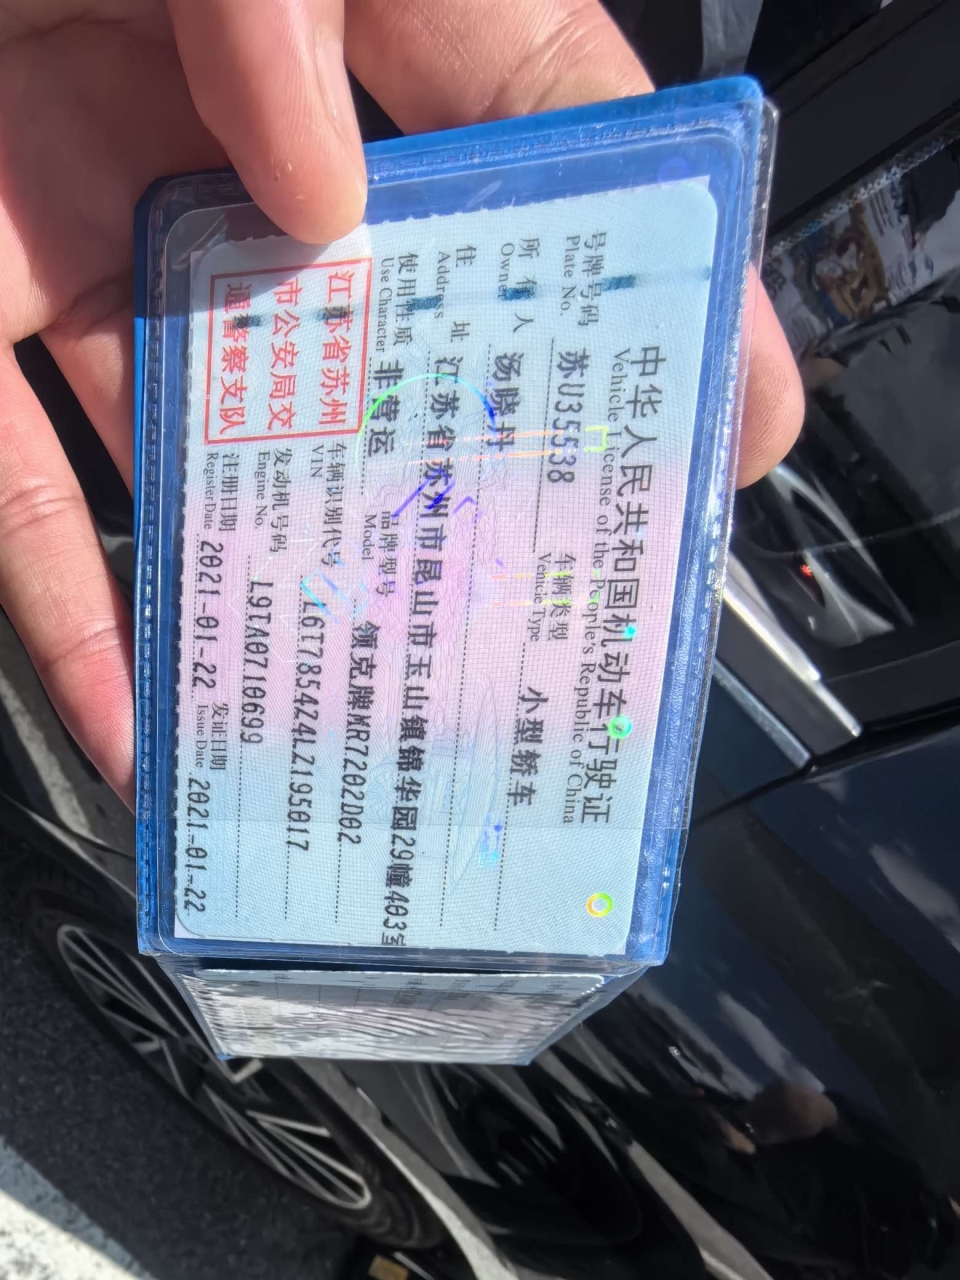 中华人民共和国机动车行驶证
Vehicle License of the People's Republic of China
号牌号码 苏U35538 车辆类型 小型轿车
Plate No. Vehicle Type
所有人 汤晓丹
Owner
住址 江苏省苏州市昆山市玉山镇锦华园29幢403室
Address
使用性质 非营运 品牌型号 领克牌MR7202D02
Use Character Model
江苏省苏州
市公安局交
通警察支队
车辆识别代号 L6T7854Z4LZ195017
VIN
发动机号码 L9TA0710699
Engine No.
注册日期 2021-01-22 发证日期 2021-01-22
Register Date Issue Date